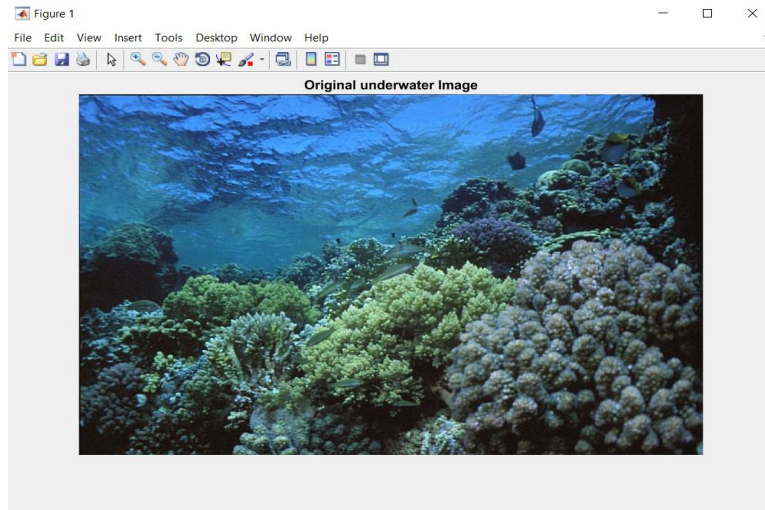 Figure 1
File Edit View Insert Tools Desktop Window Help
Original underwater Image